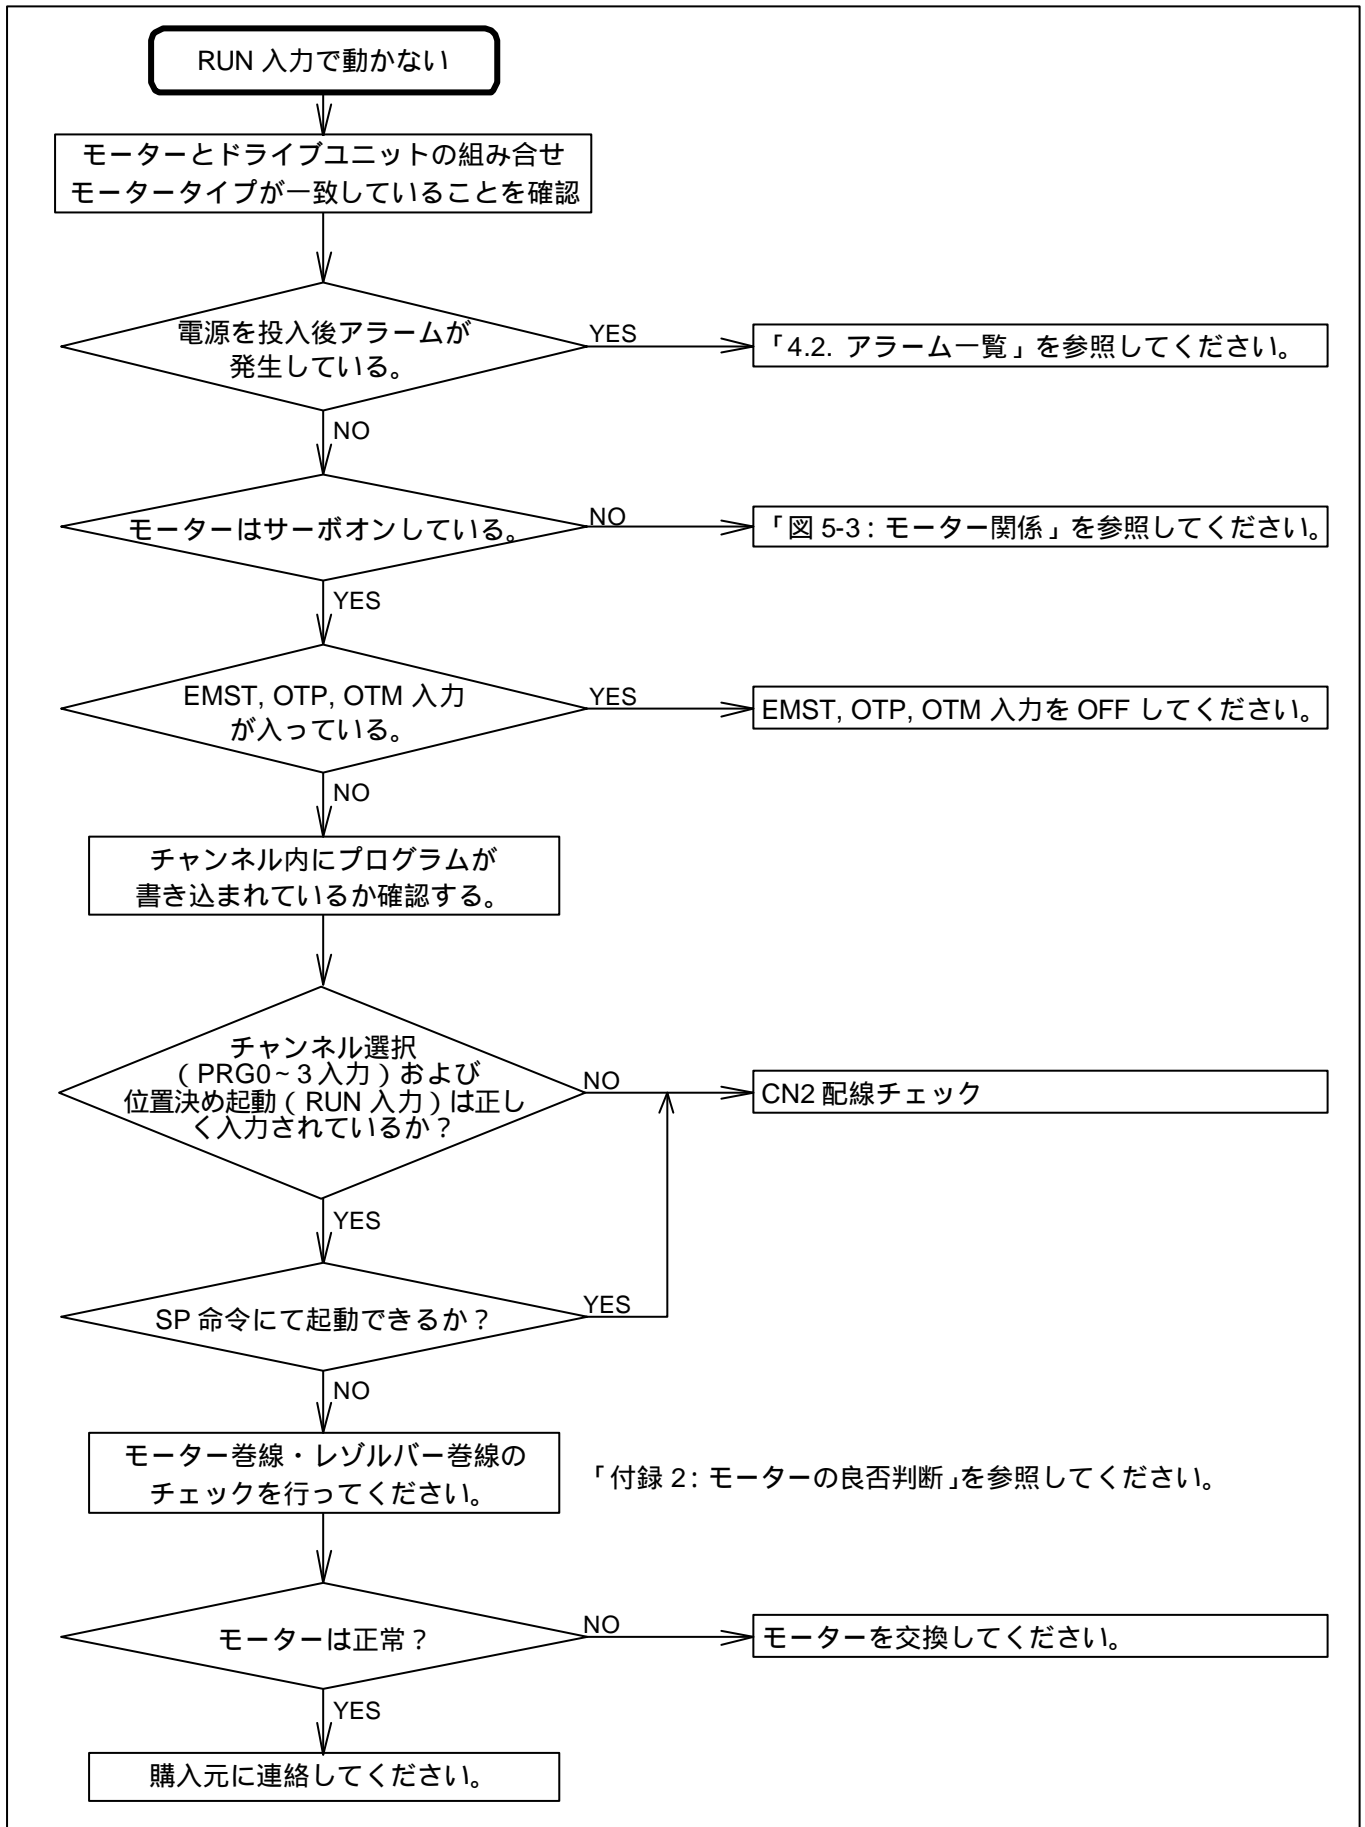 RUN 入力で動かない
モーターとドライブユニットの組み合せ
モータータイプが一致していることを確認
電源を投入後アラームが
発生している。
YES
「4.2. アラーム一覧」を参照してください。
NO
モーターはサーボオンしている。
NO
「図 5-3 : モーター関係」を参照してください。
YES
EMST, OTP, OTM 入力
が入っている。
YES
EMST, OTP, OTM 入力を OFF してください。
NO
チャンネル内にプログラムが
書き込まれているか確認する。
チャンネル選択
（PRG0~3 入力）および
位置決め起動（RUN 入力）は正し
く入力されているか？
NO
CN2 配線チェック
YES
SP 命令にて起動できるか？
YES
NO
モーター巻線・レゾルバー巻線の
チェックを行ってください。
「付録 2: モーターの良否判断」を参照してください。
モーターは正常？
NO
モーターを交換してください。
YES
購入元に連絡してください。